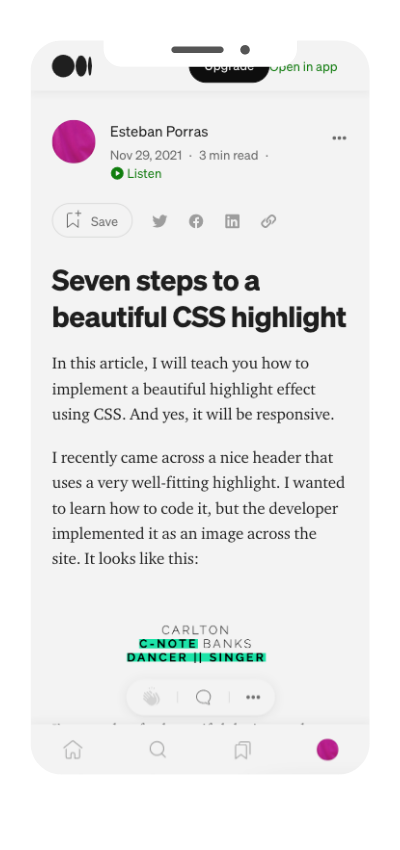 Upgrade Open in app
Esteban Porras
Nov 29, 2021 · 3 min read ·
Listen
Save
Seven steps to a
beautiful CSS highlight
In this article, I will teach you how to
implement a beautiful highlight effect
using CSS. And yes, it will be responsive.
I recently came across a nice header that
uses a very well-fitting highlight. I wanted
to learn how to code it, but the developer
implemented it as an image across the
site. It looks like this:
CARLTON
C-NOTE BANKS
DANCER || SINGER